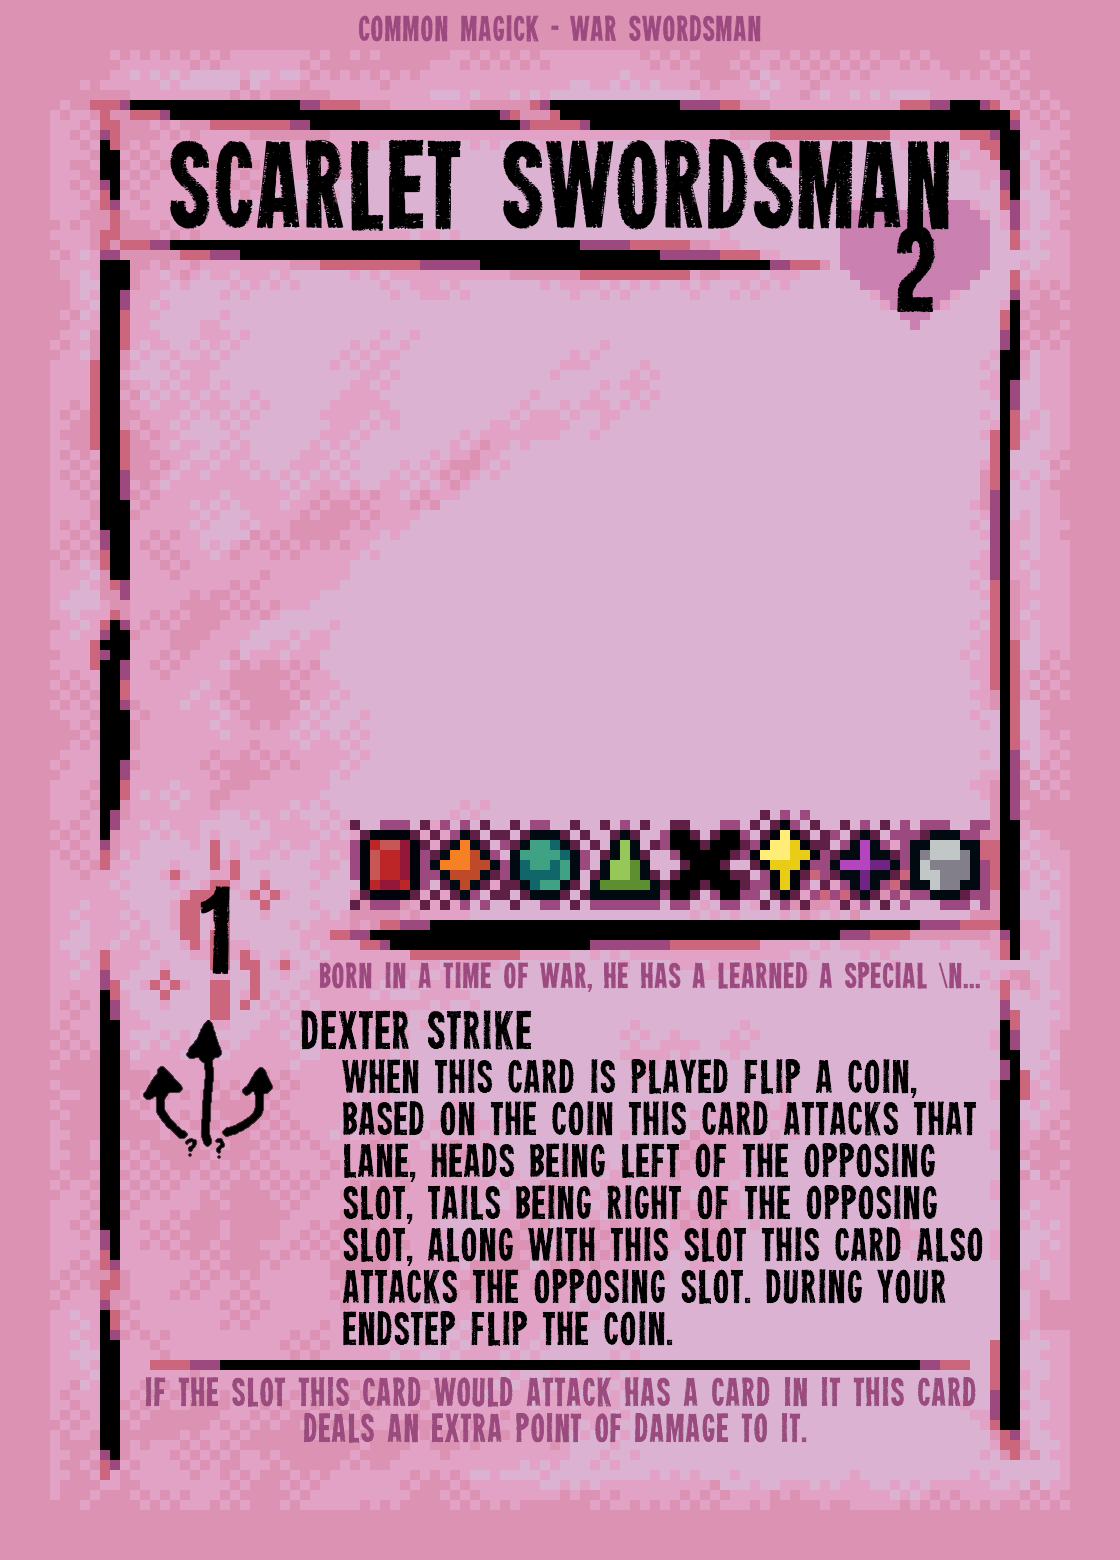 COMMON MAGICK - WAR SWORDSMAN
SCARLET SWORDSMAN
2
1
BORN IN A TIME OF WAR, HE HAS A LEARNED A SPECIAL \N...
DEXTER STRIKE
WHEN THIS CARD IS PLAYED FLIP A COIN,
BASED ON THE COIN THIS CARD ATTACKS THAT
LANE, HEADS BEING LEFT OF THE OPPOSING
SLOT, TAILS BEING RIGHT OF THE OPPOSING
SLOT, ALONG WITH THIS SLOT THIS CARD ALSO
ATTACKS THE OPPOSING SLOT. DURING YOUR
ENDSTEP FLIP THE COIN.
? ?
IF THE SLOT THIS CARD WOULD ATTACK HAS A CARD IN IT THIS CARD
DEALS AN EXTRA POINT OF DAMAGE TO IT.